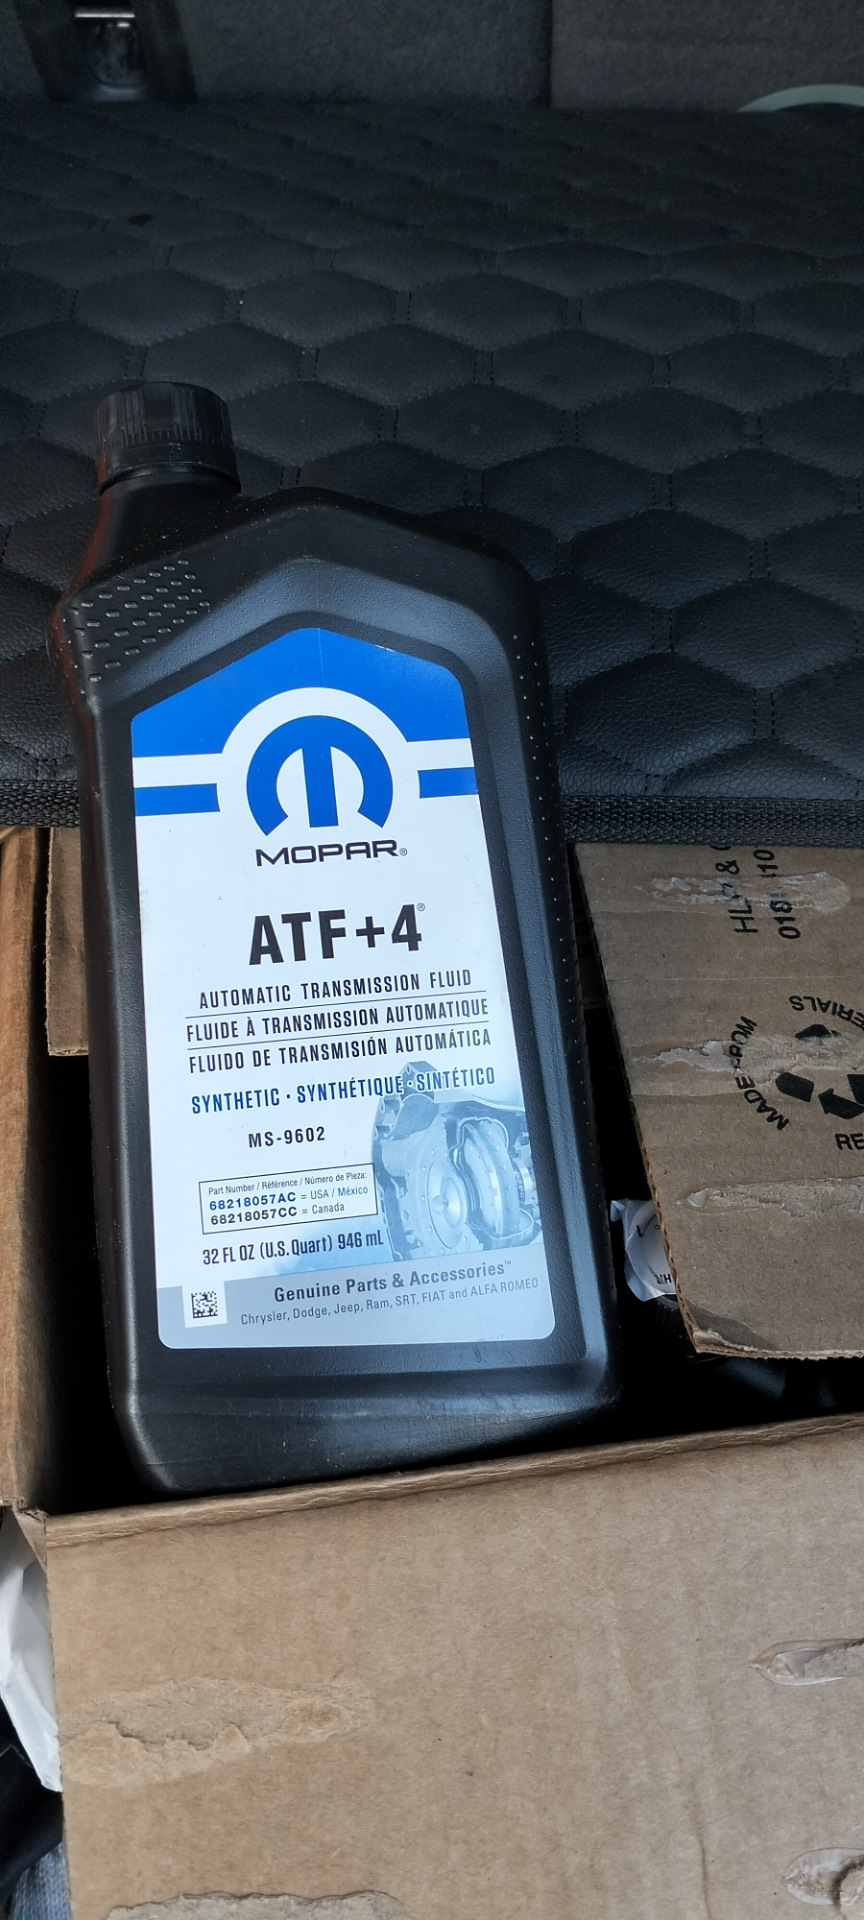 MOPAR®
ATF+4®
AUTOMATIC TRANSMISSION FLUID
FLUIDE À TRANSMISSION AUTOMATIQUE
FLUIDO DE TRANSMISIÓN AUTOMÁTICA
SYNTHETIC · SYNTHÉTIQUE · SINTÉTICO
MS-9602
Part Number / Référence / Número de Pieza:
68218057AC = USA / México
68218057CC = Canada
32 FL OZ (U.S. Quart) 946 mL
Genuine Parts & Accessories™
Chrysler, Dodge, Jeep, Ram, SRT, FIAT and ALFA ROMEO
MADE FROM